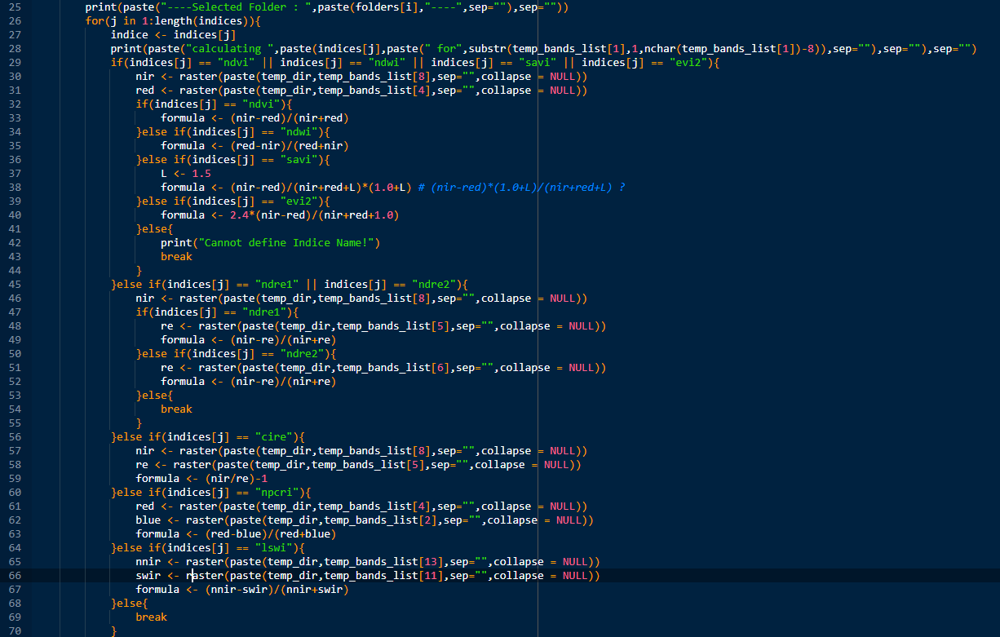 25 print(paste("----Selected Folder : ",paste(folders[i],"----",sep=""),sep=""))
26 for(j in 1:length(indices)){
27 indice <- indices[j]
28 print(paste("calculating ",paste(indices[j],paste(" for",substr(temp_bands_list[1],1,nchar(temp_bands_list[1])-8)),sep=""),sep=""),sep="")
29 if(indices[j] == "ndvi" || indices[j] == "ndwi" || indices[j] == "savi" || indices[j] == "evi2"){
30 nir <- raster(paste(temp_dir,temp_bands_list[8],sep="",collapse = NULL))
31 red <- raster(paste(temp_dir,temp_bands_list[4],sep="",collapse = NULL))
32 if(indices[j] == "ndvi"){
33 formula <- (nir-red)/(nir+red)
34 }else if(indices[j] == "ndwi"){
35 formula <- (red-nir)/(red+nir)
36 }else if(indices[j] == "savi"){
37 L <- 1.5
38 formula <- (nir-red)/(nir+red+L)*(1.0+L) # (nir-red)*(1.0+L)/(nir+red+L) ?
39 }else if(indices[j] == "evi2"){
40 formula <- 2.4*(nir-red)/(nir+red+1.0)
41 }else{
42 print("Cannot define Indice Name!")
43 break
44 }
45 }else if(indices[j] == "ndre1" || indices[j] == "ndre2"){
46 nir <- raster(paste(temp_dir,temp_bands_list[8],sep="",collapse = NULL))
47 if(indices[j] == "ndre1"){
48 re <- raster(paste(temp_dir,temp_bands_list[5],sep="",collapse = NULL))
49 formula <- (nir-re)/(nir+re)
50 }else if(indices[j] == "ndre2"){
51 re <- raster(paste(temp_dir,temp_bands_list[6],sep="",collapse = NULL))
52 formula <- (nir-re)/(nir+re)
53 }else{
54 break
55 }
56 }else if(indices[j] == "cire"){
57 nir <- raster(paste(temp_dir,temp_bands_list[8],sep="",collapse = NULL))
58 re <- raster(paste(temp_dir,temp_bands_list[5],sep="",collapse = NULL))
59 formula <- (nir/re)-1
60 }else if(indices[j] == "npcri"){
61 red <- raster(paste(temp_dir,temp_bands_list[4],sep="",collapse = NULL))
62 blue <- raster(paste(temp_dir,temp_bands_list[2],sep="",collapse = NULL))
63 formula <- (red-blue)/(red+blue)
64 }else if(indices[j] == "lswi"){
65 nnir <- raster(paste(temp_dir,temp_bands_list[13],sep="",collapse = NULL))
66 swir <- raster(paste(temp_dir,temp_bands_list[11],sep="",collapse = NULL))
67 formula <- (nnir-swir)/(nnir+swir)
68 }else{
69 break
70 }